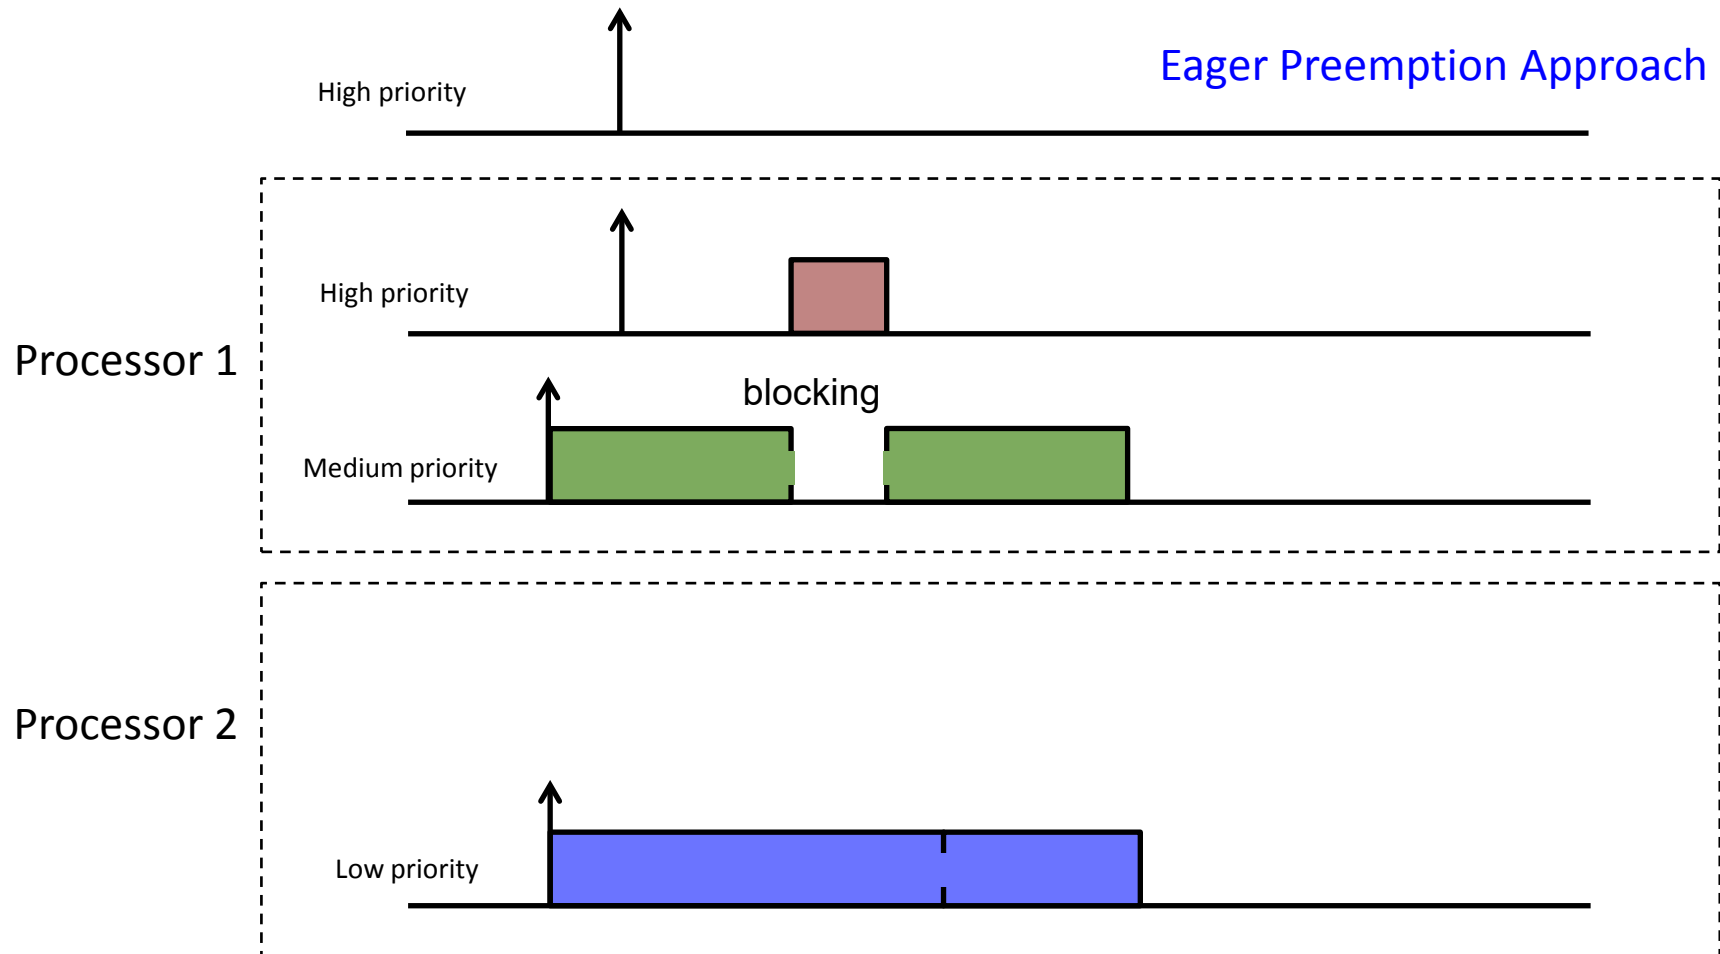 Eager Preemption Approach
High priority
High priority
Processor 1
blocking
Medium priority
Processor 2
Low priority